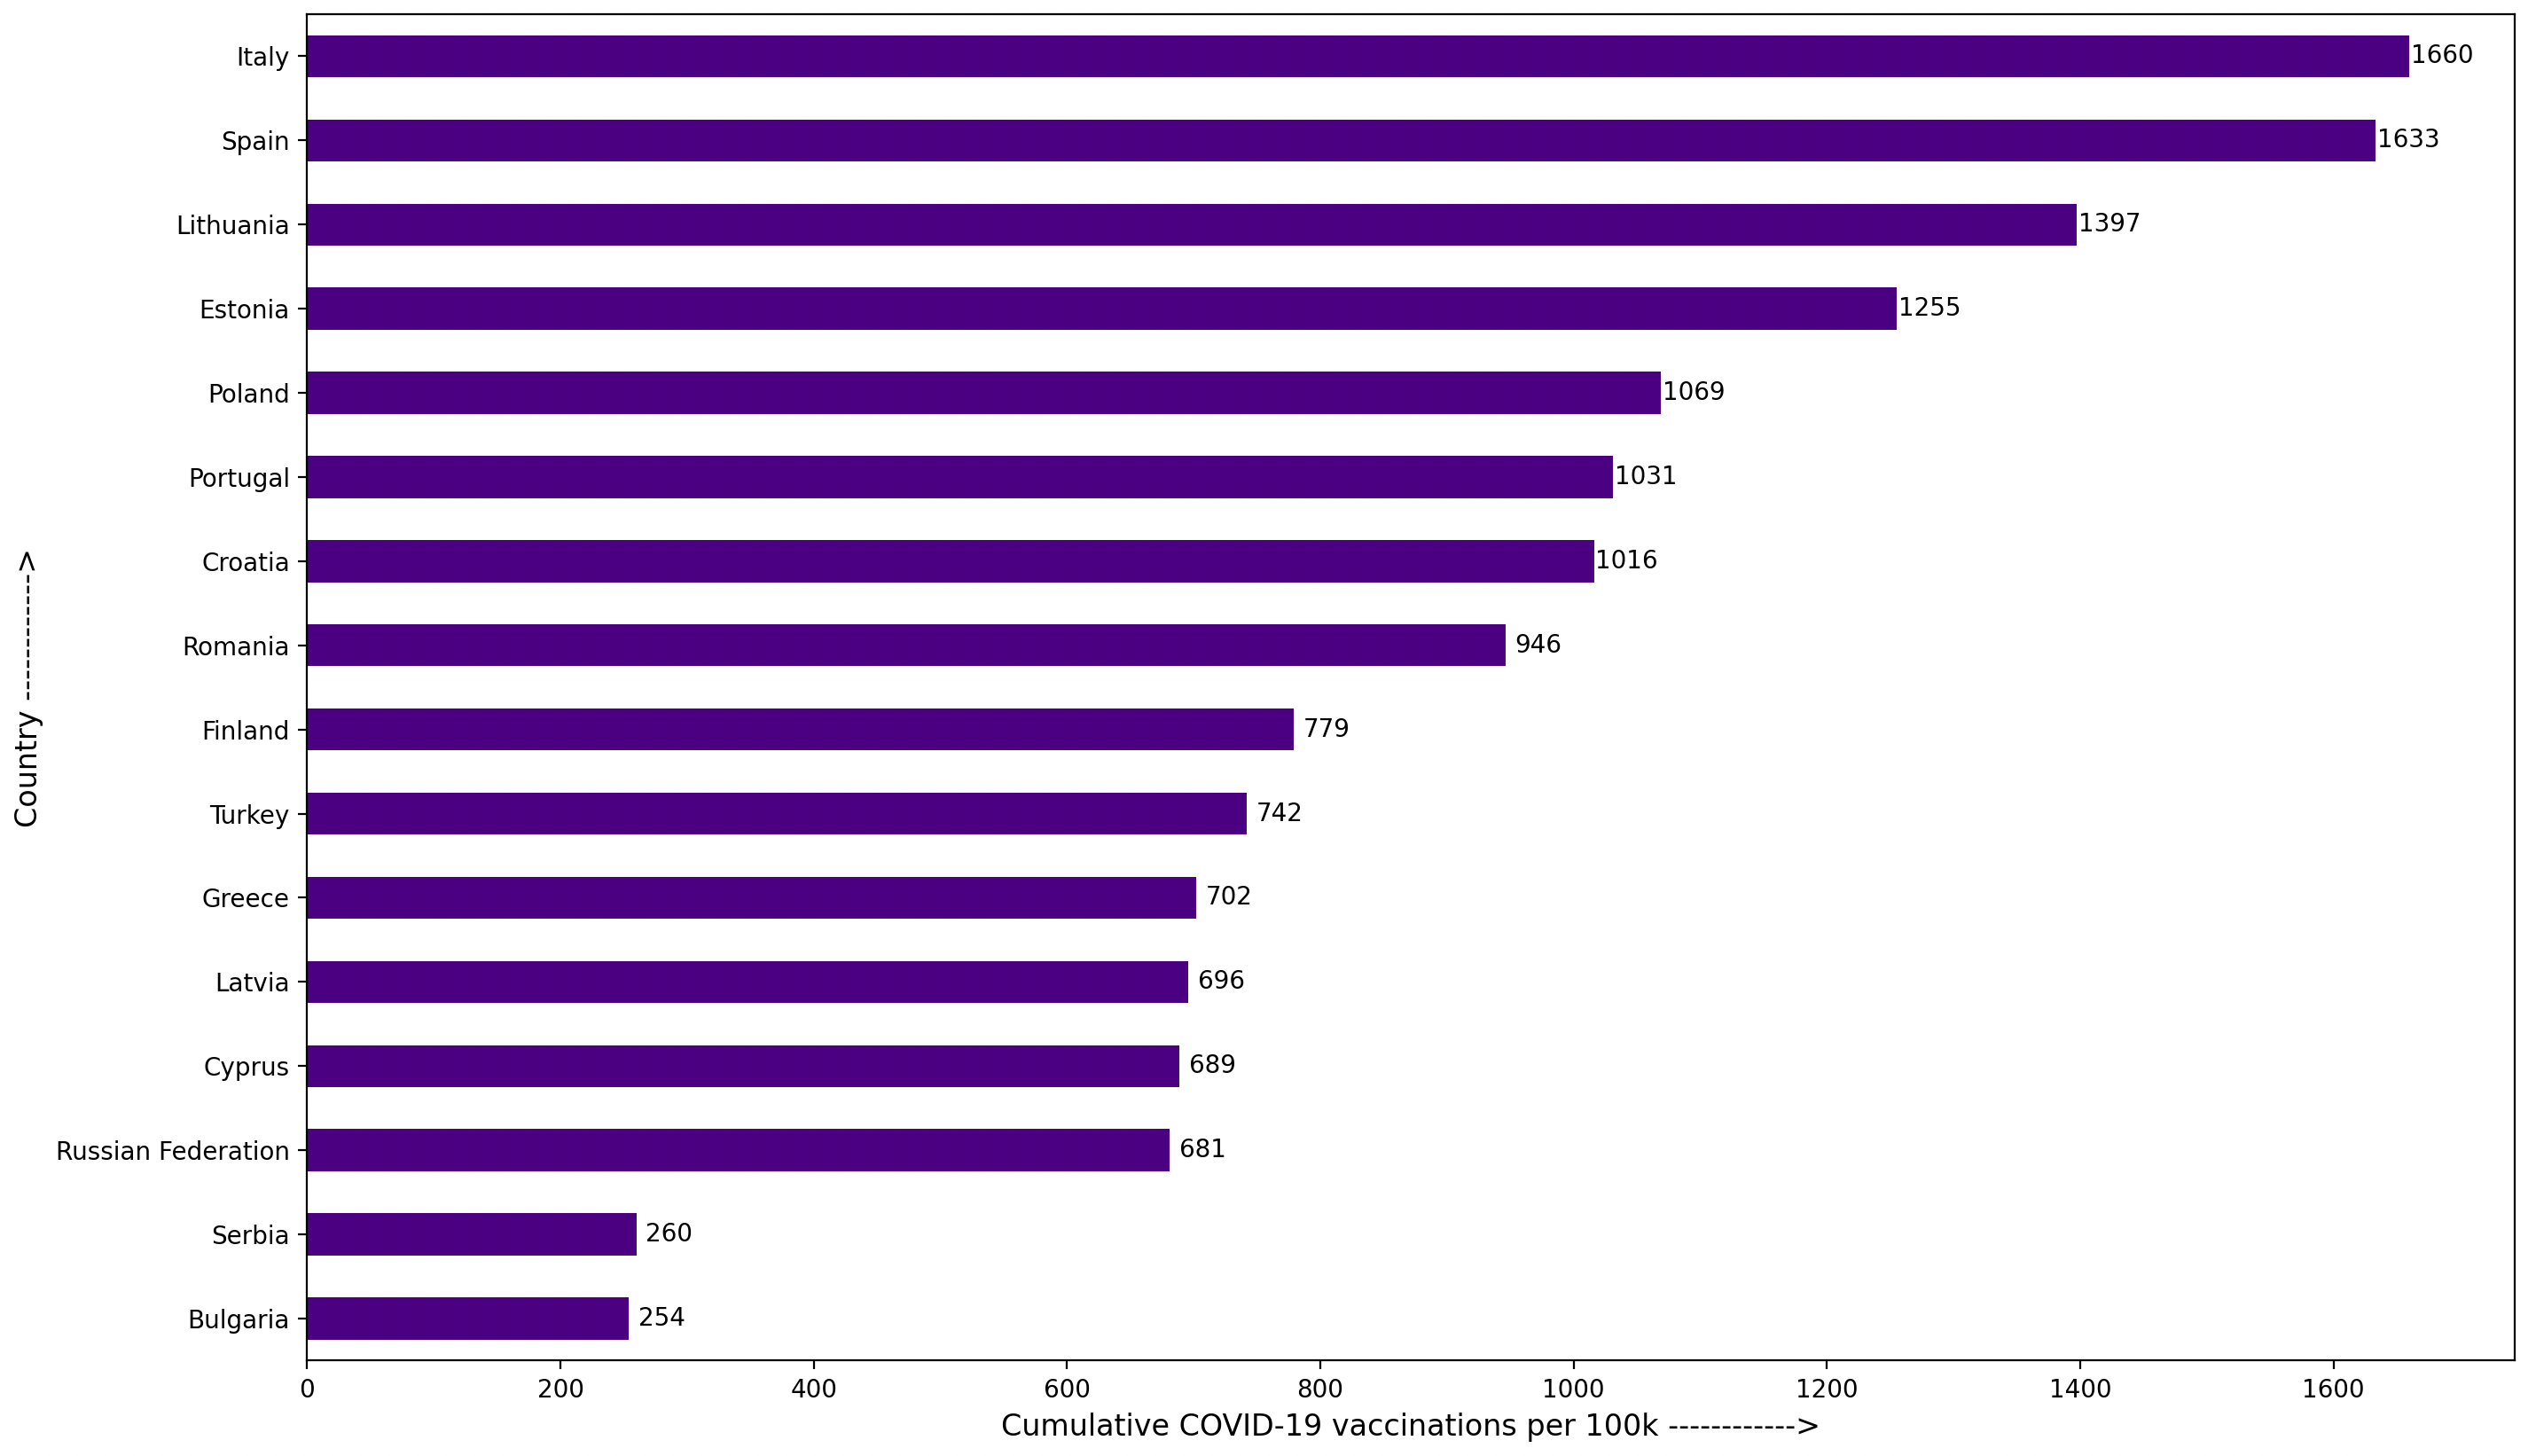 Italy 1660
Spain 1633
Lithuania 1397
Estonia 1255
Poland 1069
Portugal 1031
Croatia 1016
Romania 946
Finland 779
Turkey 742
Greece 702
Latvia 696
Cyprus 689
Russian Federation 681
Serbia 260
Bulgaria 254
0 200 400 600 800 1000 1200 1400 1600
Cumulative COVID-19 vaccinations per 100k ------------>
Country ------------>